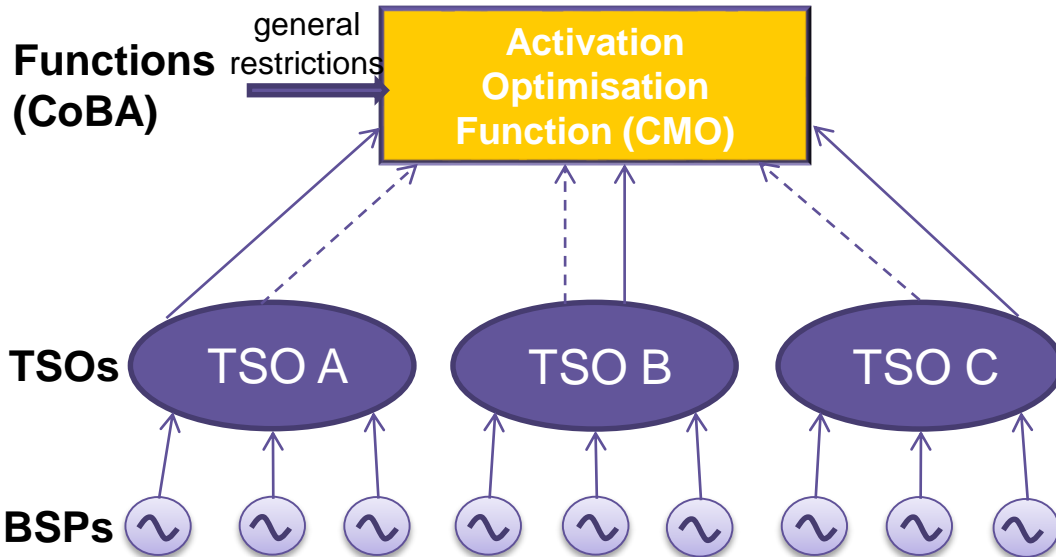 general
restrictions
Functions
(CoBA)
Activation
Optimisation
Function (CMO)
TSOs
TSO A
TSO B
TSO C
BSPs